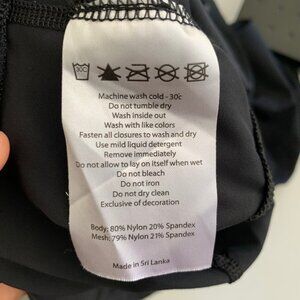 30C
Machine wash cold - 30c
Do not tumble dry
Wash inside out
Wash with like colors
Fasten all closures to wash and dry
Use mild liquid detergent
Remove immediately
Do not allow to lay on itself when wet
Do not bleach
Do not iron
Do not dry clean
Exclusive of decoration
Body: 80% Nylon 20% Spandex
Mesh: 79% Nylon 21% Spandex
Made in Sri Lanka